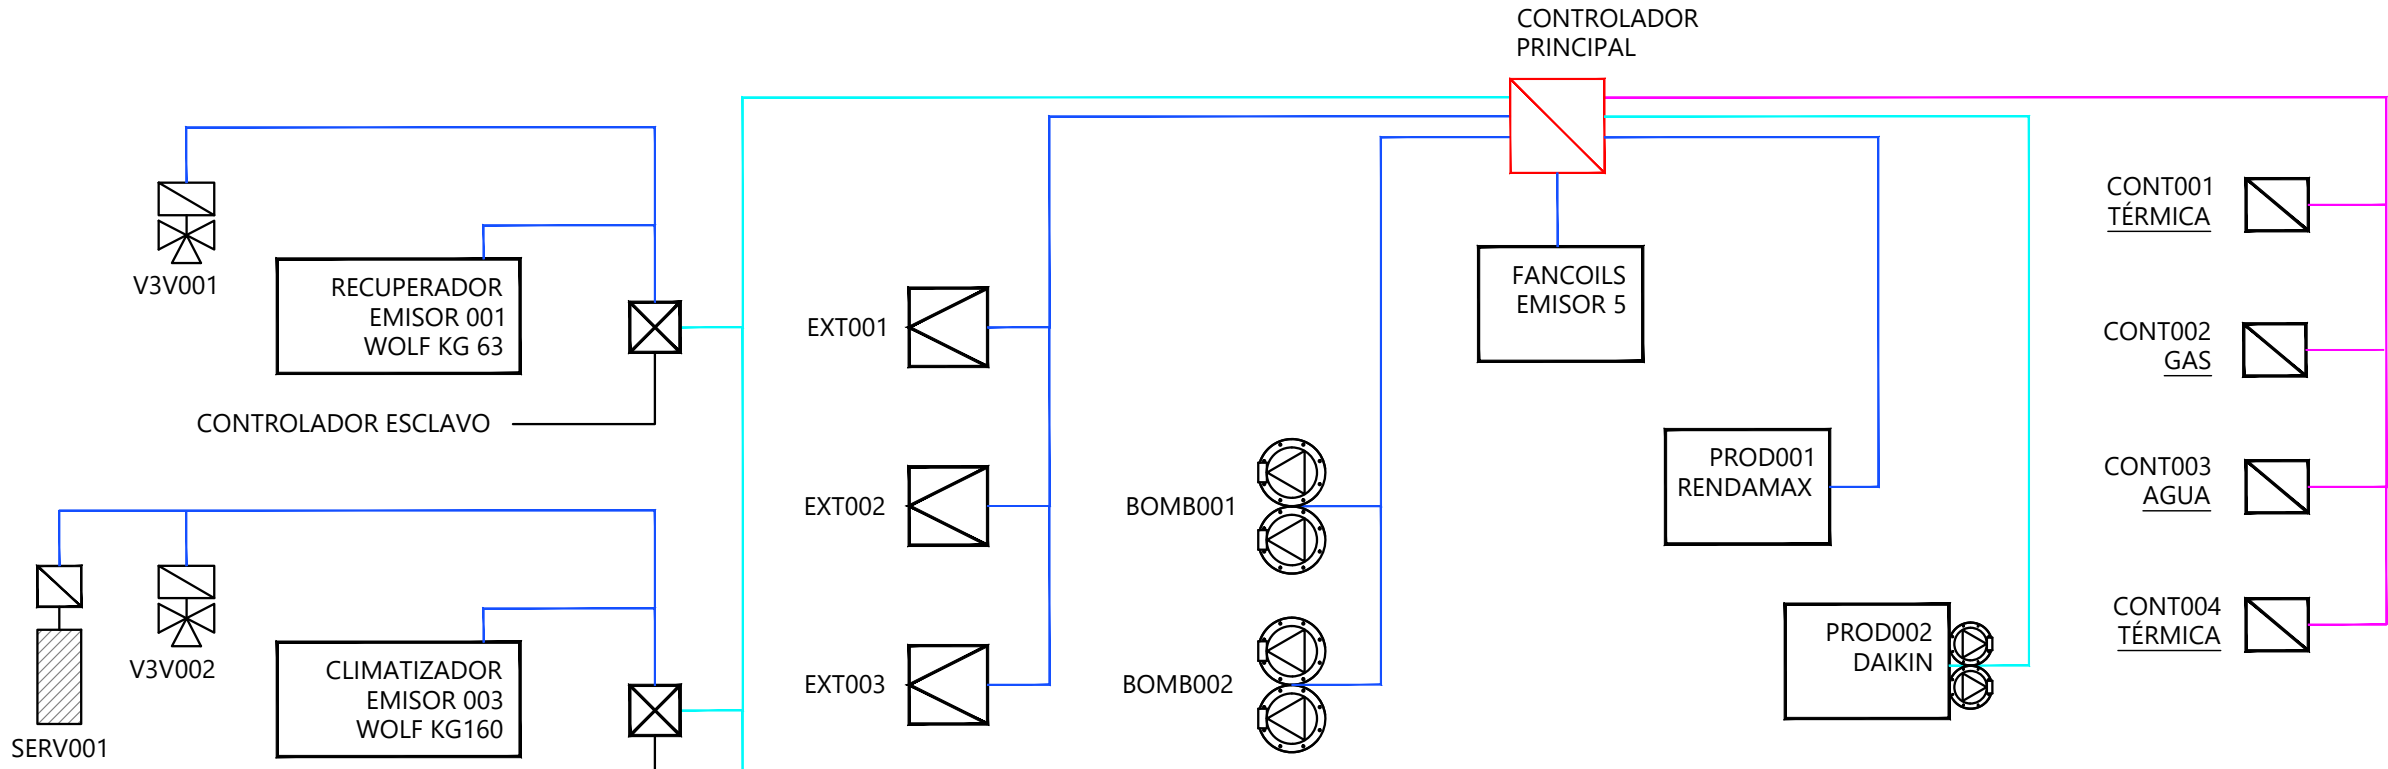 CONTROLADOR
PRINCIPAL
V3V001
RECUPERADOR
EMISOR 001
WOLF KG 63
CONTROLADOR ESCLAVO
SERV001
V3V002
CLIMATIZADOR
EMISOR 003
WOLF KG160
EXT001
EXT002
EXT003
BOMB001
BOMB002
FANCOILS
EMISOR 5
PROD001
RENDAMAX
PROD002
DAIKIN
CONT001
TÉRMICA
CONT002
GAS
CONT003
AGUA
CONT004
TÉRMICA